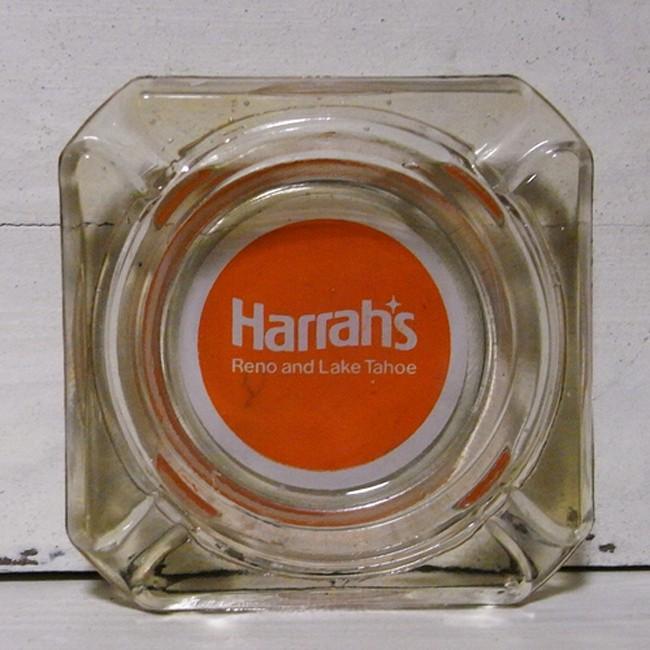 Harrah's
Reno and Lake Tahoe